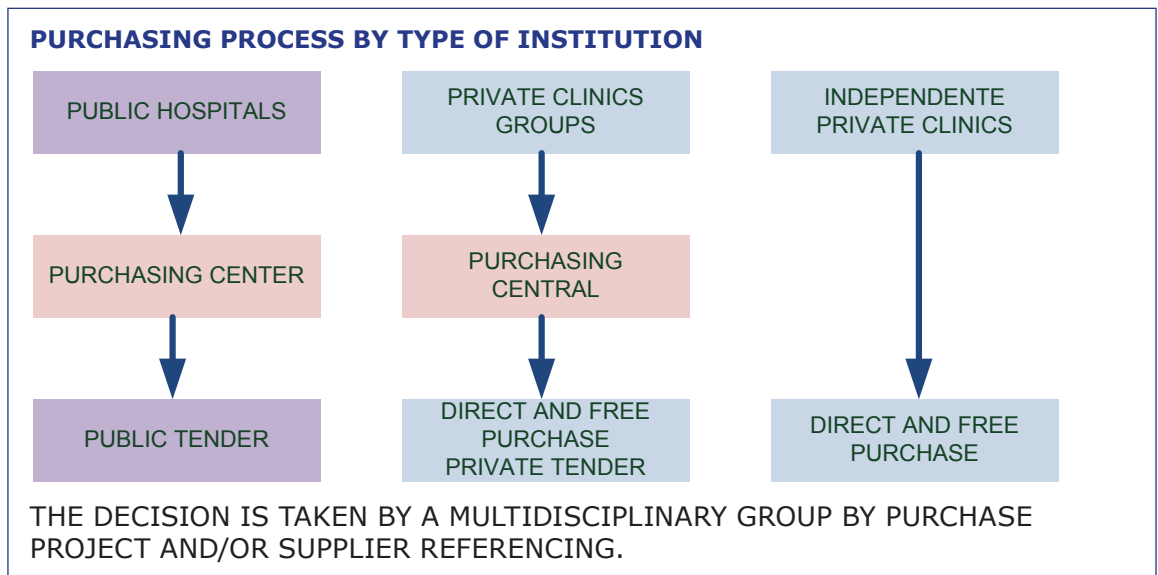 PURCHASING PROCESS BY TYPE OF INSTITUTION
PUBLIC HOSPITALS
PRIVATE CLINICS
GROUPS
INDEPENDENTE
PRIVATE CLINICS
PURCHASING CENTER
PURCHASING
CENTRAL
PUBLIC TENDER
DIRECT AND FREE
PURCHASE
PRIVATE TENDER
DIRECT AND FREE
PURCHASE
THE DECISION IS TAKEN BY A MULTIDISCIPLINARY GROUP BY PURCHASE
PROJECT AND/OR SUPPLIER REFERENCING.